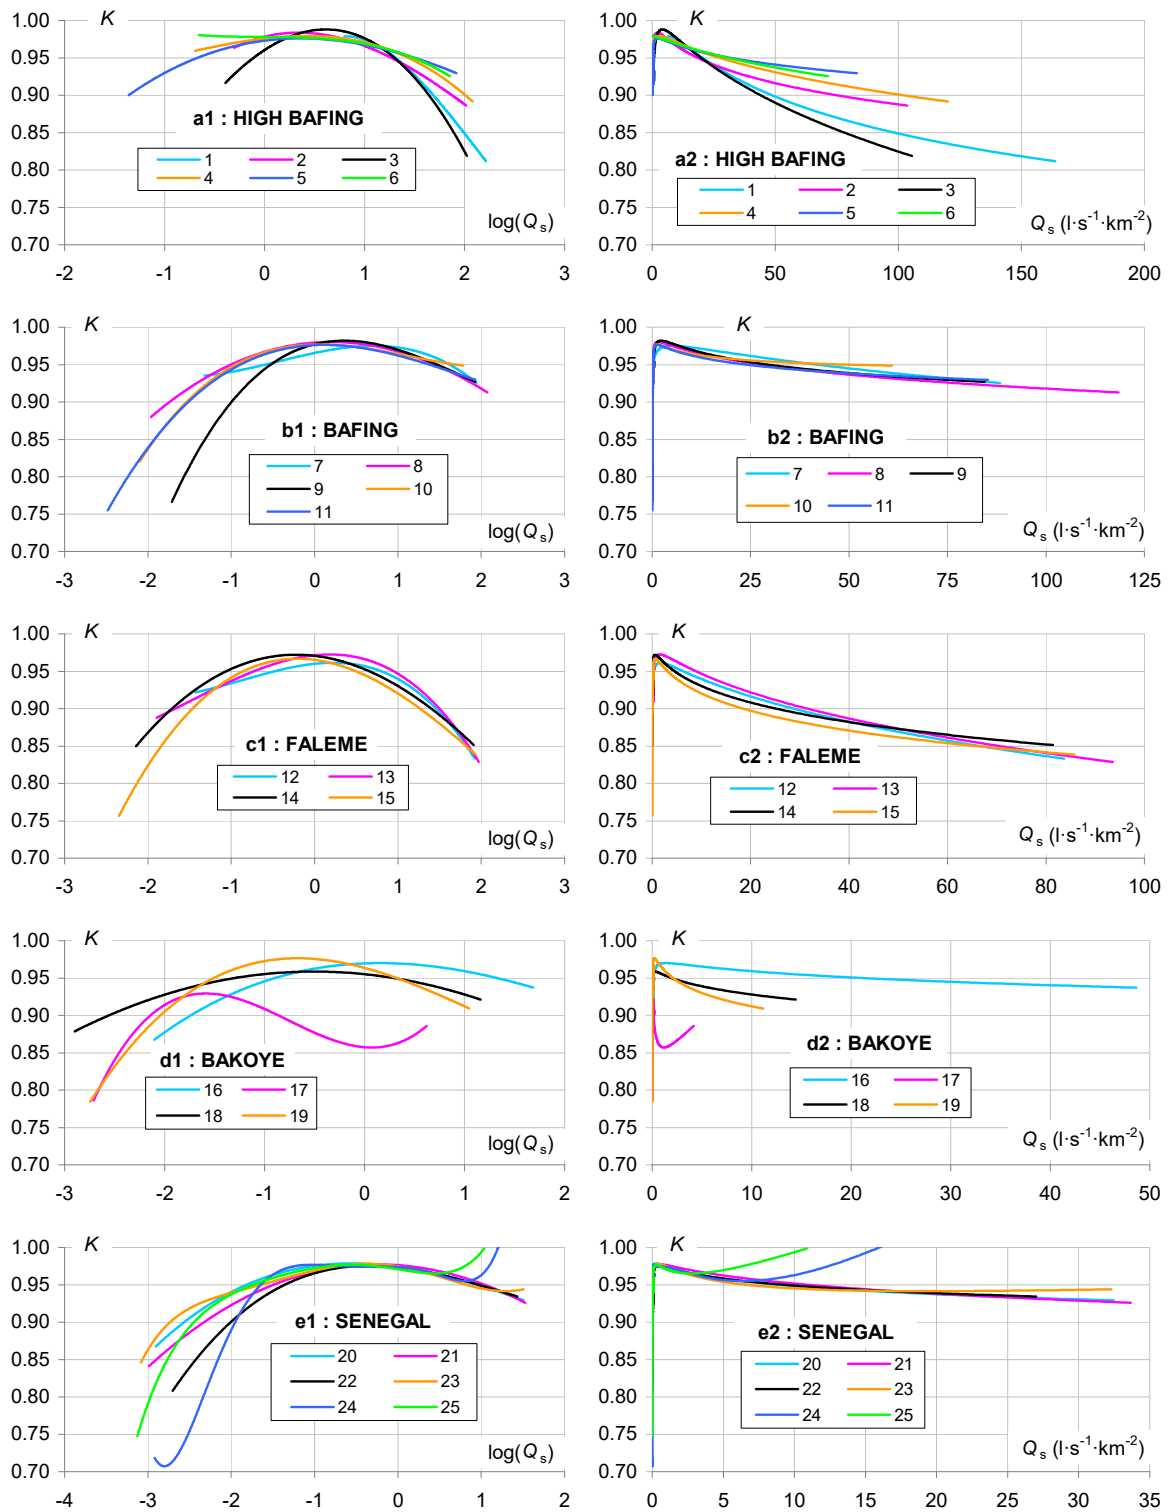 K
1.00
0.95
0.90
0.85
0.80
0.75
0.70
a1 : HIGH BAFING
1 2 3
4 5 6
log(Qs)
-2 -1 0 1 2 3
K
1.00
0.95
0.90
0.85
0.80
0.75
0.70
a2 : HIGH BAFING
1 2 3
4 5 6
Qs (l·s-1·km-2)
0 50 100 150 200
K
1.00
0.95
0.90
0.85
0.80
0.75
0.70
b1 : BAFING
7 8
9 10
11
log(Qs)
-3 -2 -1 0 1 2 3
K
1.00
0.95
0.90
0.85
0.80
0.75
0.70
b2 : BAFING
7 8 9
10 11
Qs (l·s-1·km-2)
0 25 50 75 100 125
K
1.00
0.95
0.90
0.85
0.80
0.75
0.70
c1 : FALEME
12 13
14 15
log(Qs)
-3 -2 -1 0 1 2 3
K
1.00
0.95
0.90
0.85
0.80
0.75
0.70
c2 : FALEME
12 13
14 15
Qs (l·s-1·km-2)
0 20 40 60 80 100
K
1.00
0.95
0.90
0.85
0.80
0.75
0.70
d1 : BAKOYE
16 17
18 19
log(Qs)
-3 -2 -1 0 1 2
K
1.00
0.95
0.90
0.85
0.80
0.75
0.70
d2 : BAKOYE
16 17
18 19
Qs (l·s-1·km-2)
0 10 20 30 40 50
K
1.00
0.95
0.90
0.85
0.80
0.75
0.70
e1 : SENEGAL
20 21
22 23
24 25
log(Qs)
-4 -3 -2 -1 0 1 2
K
1.00
0.95
0.90
0.85
0.80
0.75
0.70
e2 : SENEGAL
20 21
22 23
24 25
Qs (l·s-1·km-2)
0 5 10 15 20 25 30 35